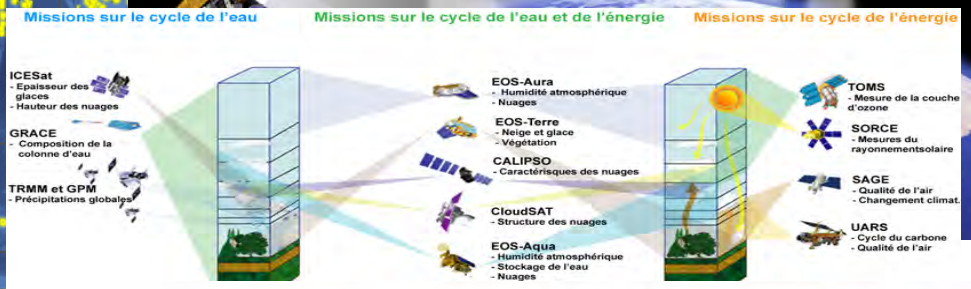 Missions sur le cycle de l'eau
Missions sur le cycle de l'eau et de l'énergie
Missions sur le cycle de l'énergie
ICESat
- Epaisseur des
glaces
- Hauteur des nuages
GRACE
- Composition de la
colonne d'eau
TRMM et GPM
- Précipitations globales
EOS-Aura
- Humidité atmosphérique
- Nuages
EOS-Terre
- Neige et glace
- Végétation
CALIPSO
- Caractérisques des nuages
CloudSAT
- Structure des nuages
EOS-Aqua
- Humidité atmosphérique
- Stockage de l'eau
- Nuages
TOMS
- Mesure de la couche
d'ozone
SORCE
- Mesures du
rayonnementsolaire
SAGE
- Qualité de l'air
- Changement climat.
UARS
- Cycle du carbone
- Qualité de l'air